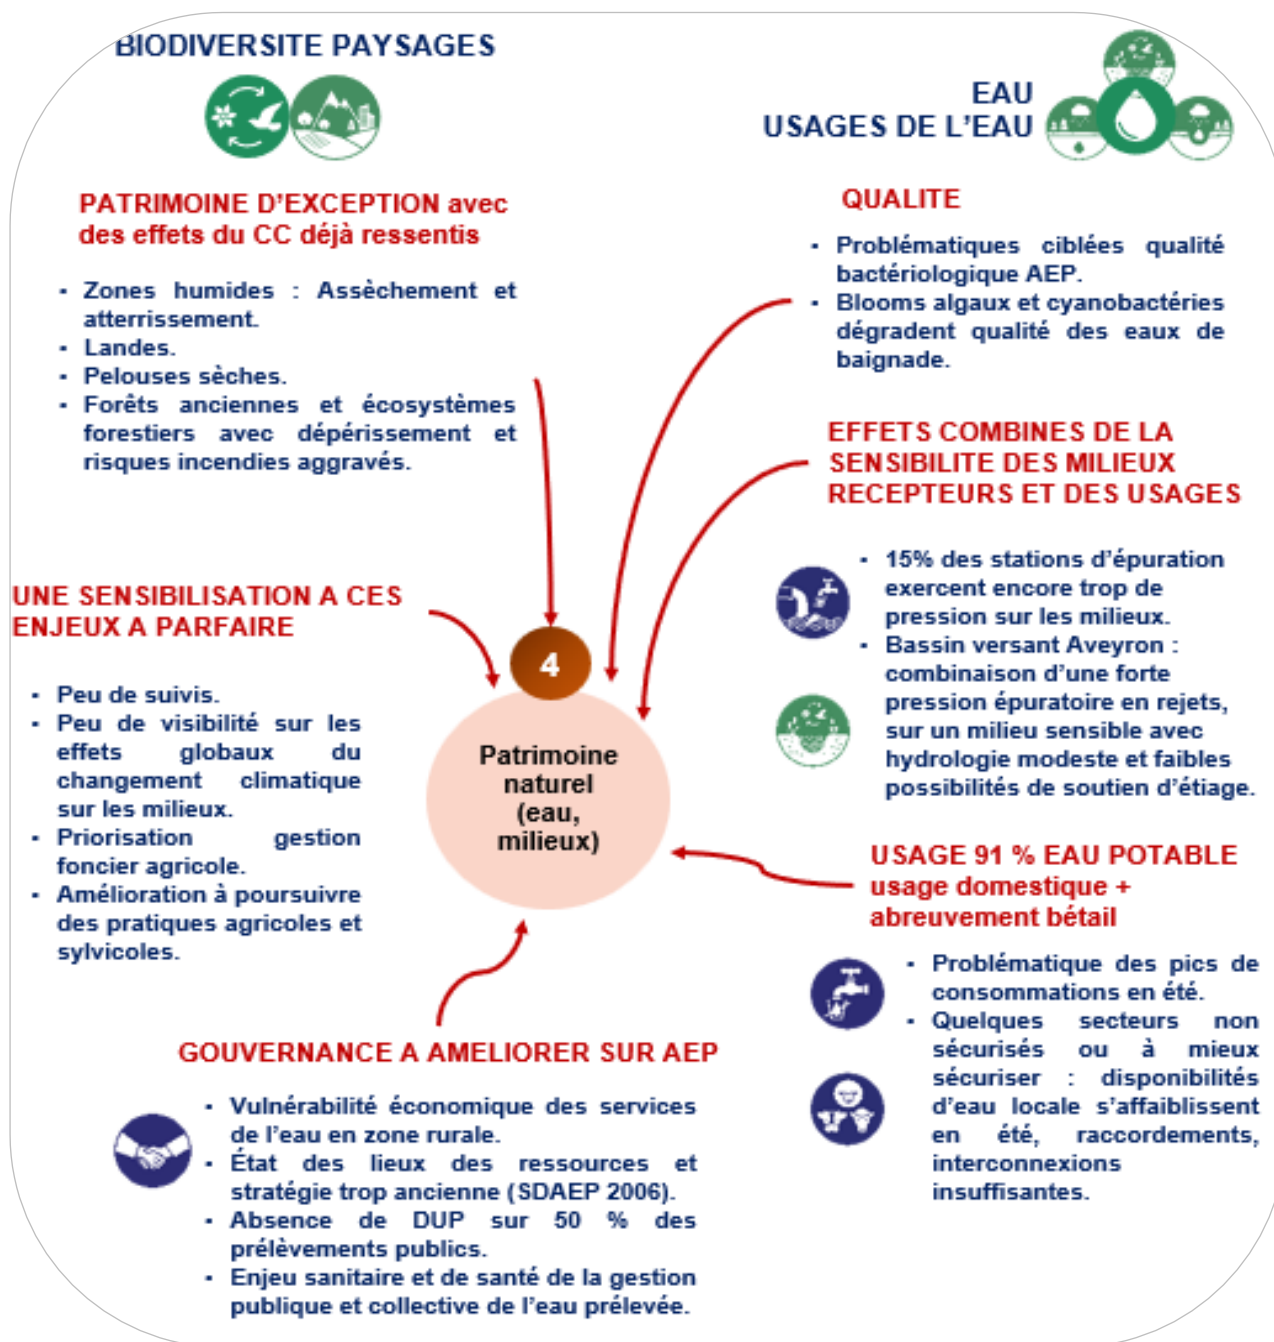 BIODIVERSITE PAYSAGES
PATRIMOINE D'EXCEPTION avec
des effets du CC déjà ressentis
- Zones humides : Assèchement et
atterrissement.
- Landes.
- Pelouses sèches.
- Forêts anciennes et écosystèmes
forestiers avec dépérissement et
risques incendies aggravés.
UNE SENSIBILISATION A CES
ENJEUX A PARFAIRE
- Peu de suivis.
- Peu de visibilité sur les
effets globaux du
changement climatique
sur les milieux.
- Priorisation gestion
foncier agricole.
- Amélioration à poursuivre
des pratiques agricoles et
sylvicoles.
4
Patrimoine
naturel
(eau,
milieux)
EAU
USAGES DE L'EAU
QUALITE
- Problématiques ciblées qualité
bactériologique AEP.
- Blooms algaux et cyanobactéries
dégradent qualité des eaux de
baignade.
EFFETS COMBINES DE LA
SENSIBILITE DES MILIEUX
RECEPTEURS ET DES USAGES
- 15% des stations d'épuration
exercent encore trop de
pression sur les milieux.
- Bassin versant Aveyron :
combinaison d'une forte
pression épuratoire en rejets,
sur un milieu sensible avec
hydrologie modeste et faibles
possibilités de soutien d'étiage.
USAGE 91 % EAU POTABLE
usage domestique +
abreuvement bétail
- Problématique des pics de
consommations en été.
- Quelques secteurs non
sécurisés ou à mieux
sécuriser : disponibilités
d'eau locale s'affaiblissent
en été, raccordements,
interconnexions
insuffisantes.
GOUVERNANCE A AMELIORER SUR AEP
- Vulnérabilité économique des services
de l'eau en zone rurale.
- État des lieux des ressources et
stratégie trop ancienne (SDAEP 2006).
- Absence de DUP sur 50 % des
prélèvements publics.
- Enjeu sanitaire et de santé de la gestion
publique et collective de l'eau prélevée.